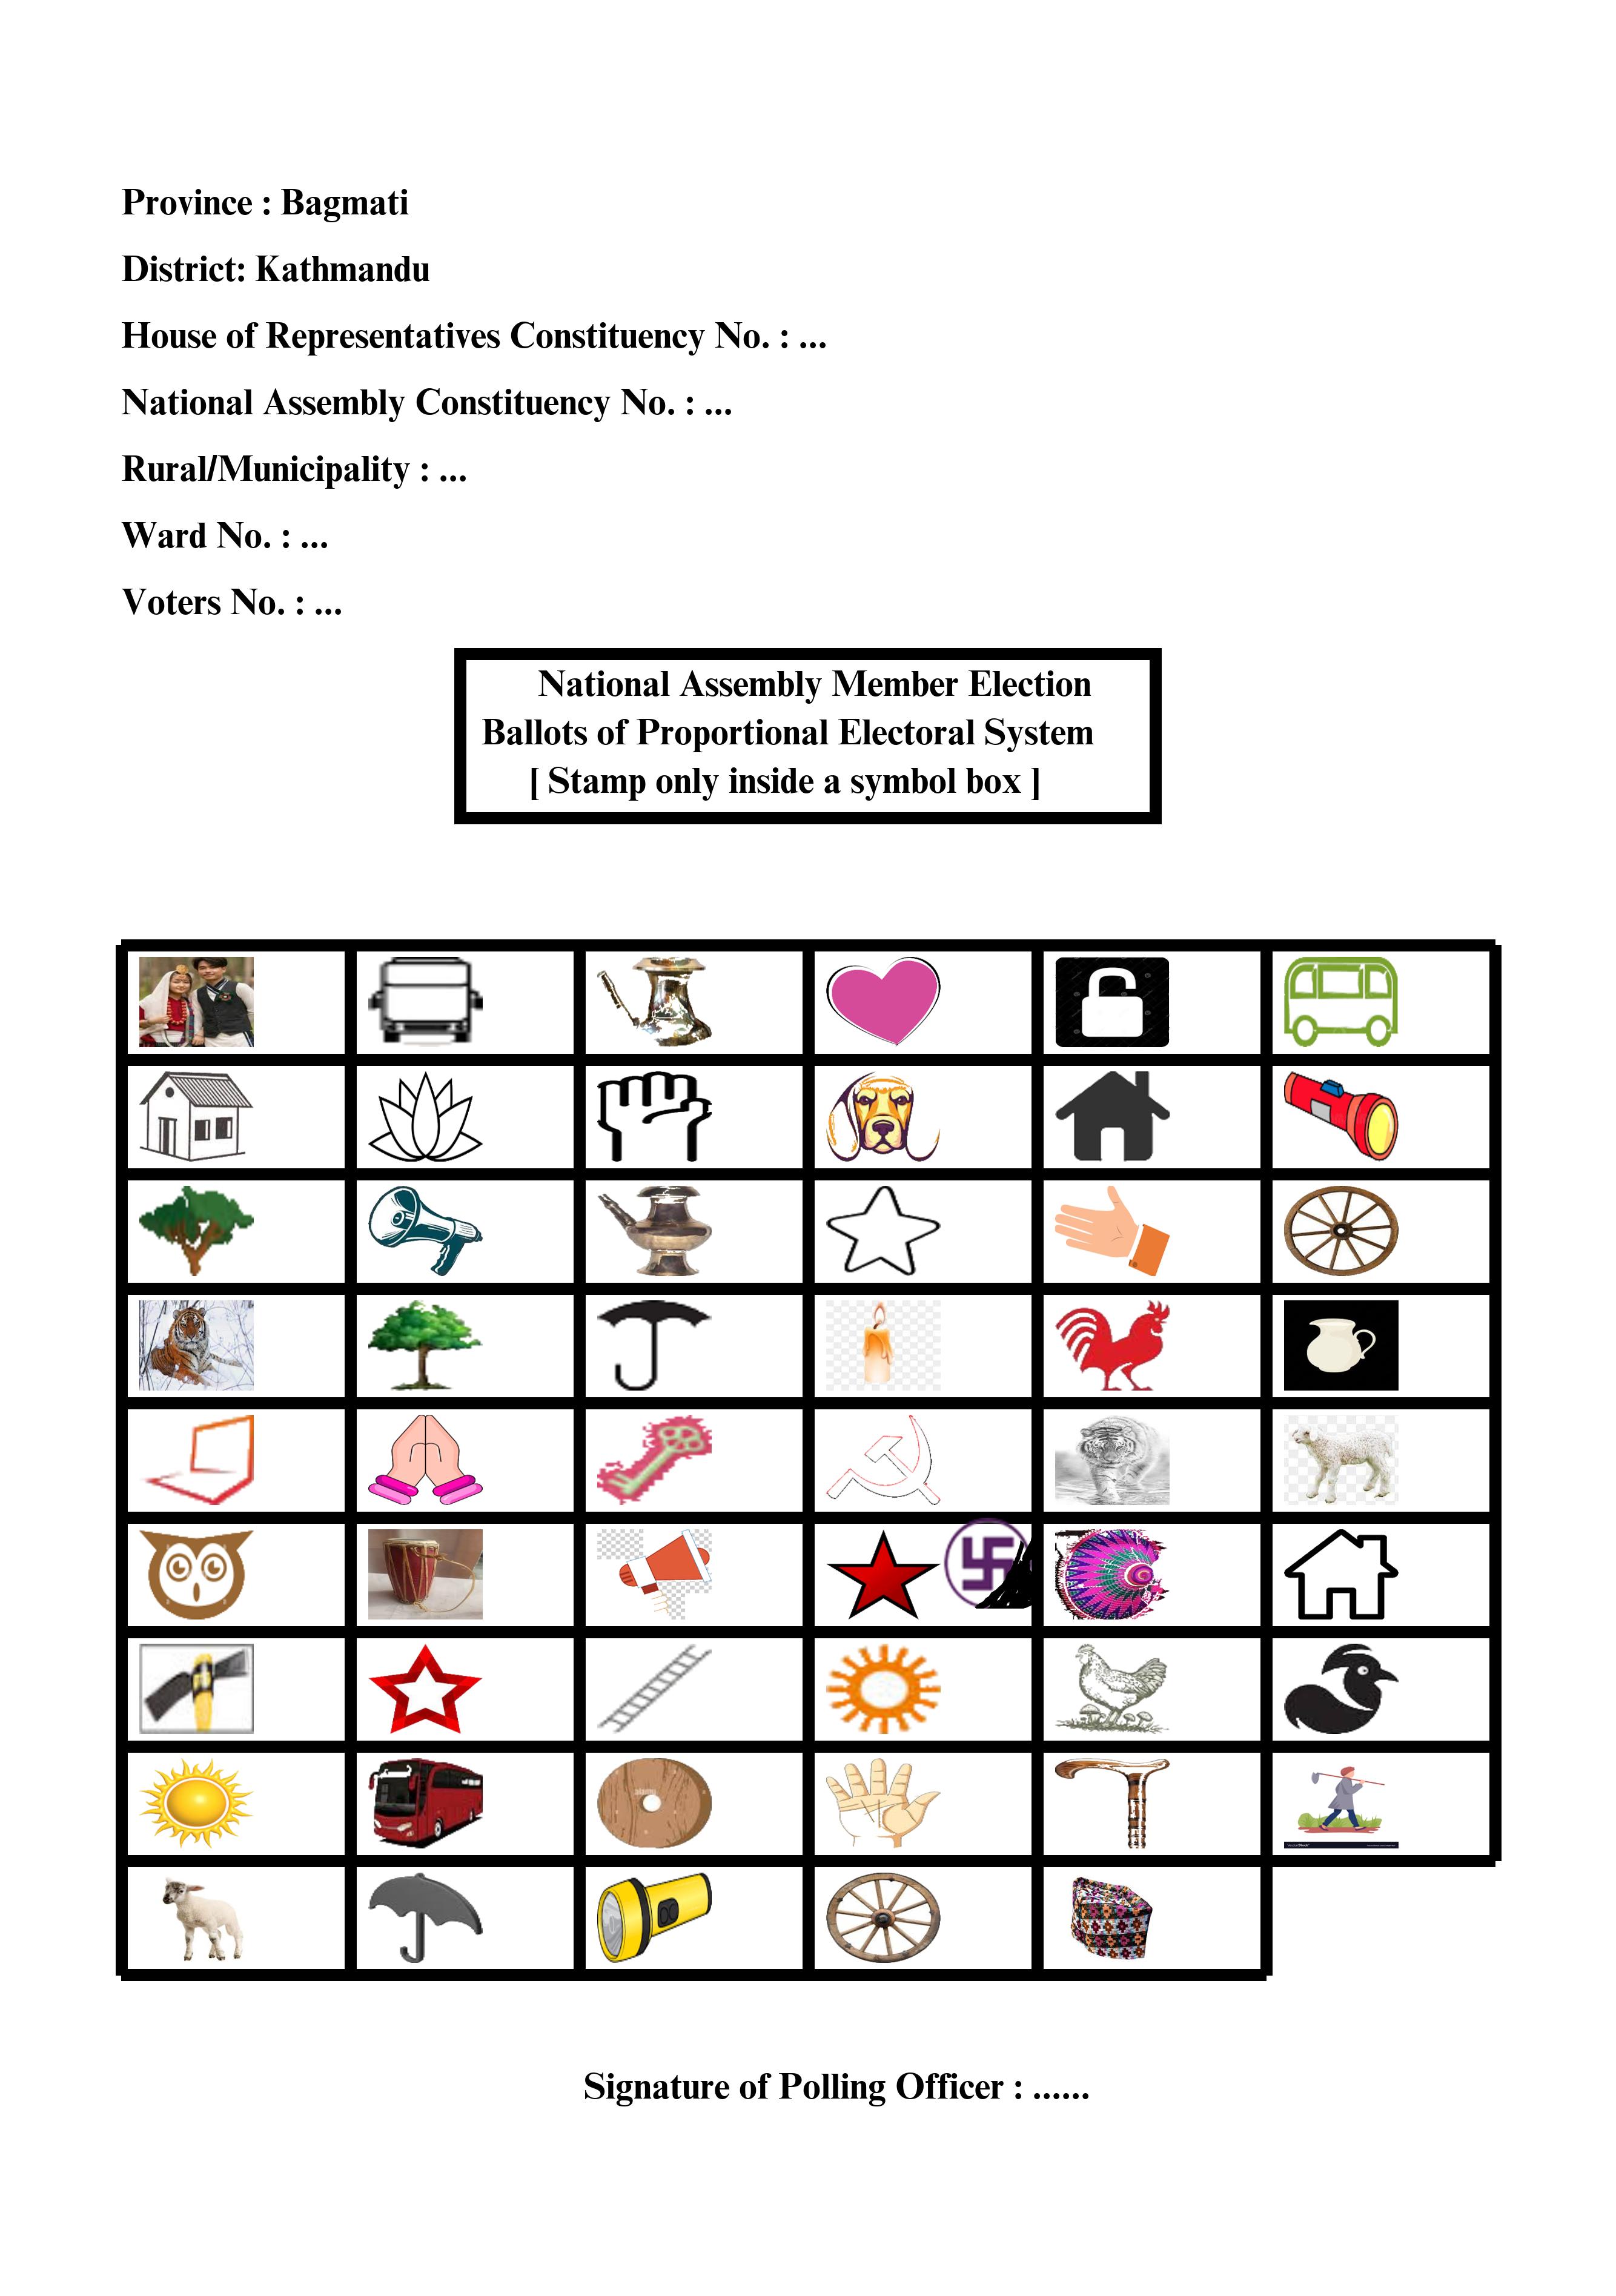 Province : Bagmati
District: Kathmandu
House of Representatives Constituency No. : ...
National Assembly Constituency No. : ...
Rural/Municipality : ...
Ward No. : ...
Voters No. : ...
National Assembly Member Election
Ballots of Proportional Electoral System
[ Stamp only inside a symbol box ]
Signature of Polling Officer : ......